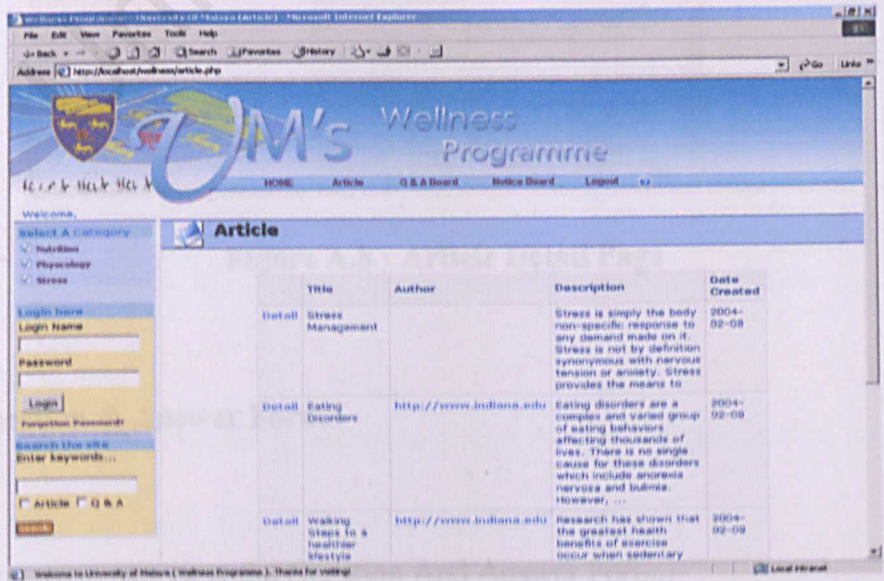 Wellness Programme - University of Malaya (Article) - Microsoft Internet Explorer
File Edit View Favorites Tools Help
Back Search Favorites History
Address http://localhost/wellness/article.php Go Links
UM's Wellness Programme
HOME Article Q & A Board Notice Board Logout
Welcome,
Select A Category
Nutrition
Physcology
Stress
Login here
Login Name
Password
Login
Forgotten Password?
Search the site
Enter keywords...
Article Q & A
Search
Article
Title Author Description Date Created
Detail Stress Management Stress is simply the body
non-specific response to
any demand made on it.
Stress is not by definition
synonymous with nervous
tension or anxiety. Stress
provides the means to
2004-02-09
Detail Eating Disorders http://www.indiana.edu Eating disorders are a
complex and varied group
of eating behaviors
affecting thousands of
lives. There is no single
cause for these disorders
which include anorexia
nervosa and bulimia.
However, ...
2004-02-09
Detail Walking Steps to a healthier lifestyle http://www.indiana.edu Research has shown that
the greatest health
benefits of exercise
occur when sedentary
2004-02-09
Welcome to University of Malaya ( Wellness Programme ). Thanks for visiting! Local intranet
Figure A.8 Article Detail Page